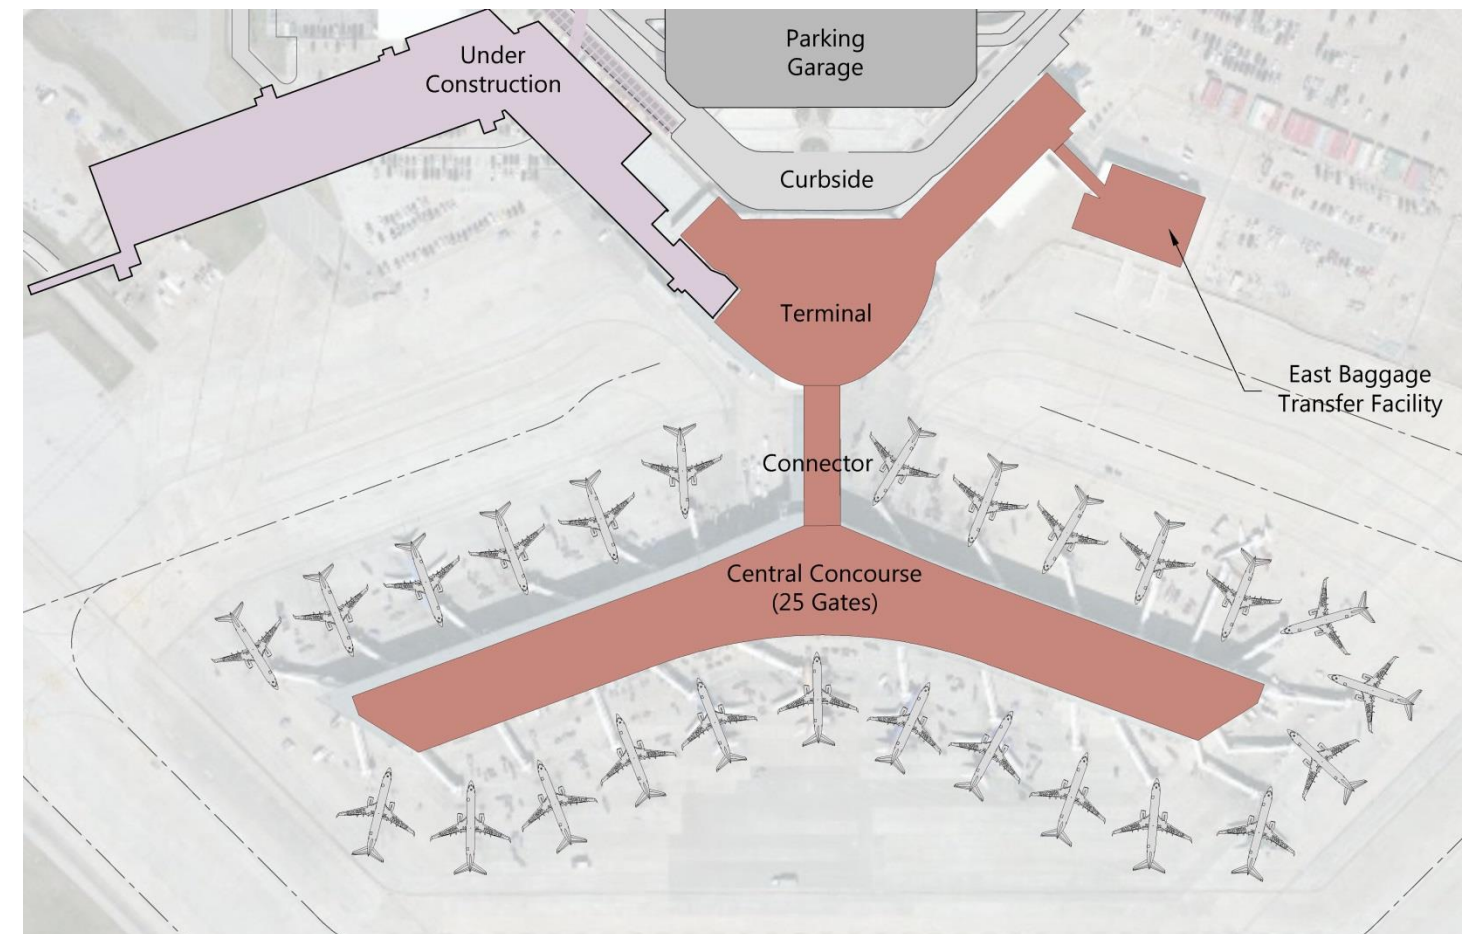 Parking
Garage
Under
Construction
Curbside
Terminal
East Baggage
Transfer Facility
Connector
Central Concourse
(25 Gates)